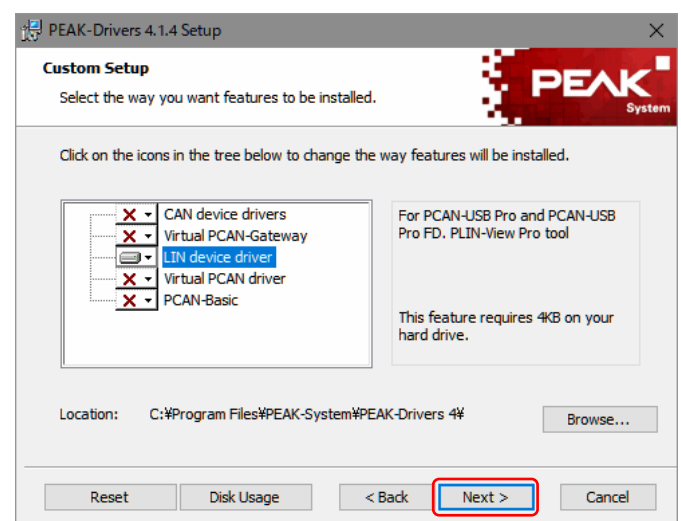 PEAK-Drivers 4.1.4 Setup
Custom Setup
Select the way you want features to be installed.
PEAK
System
Click on the icons in the tree below to change the way features will be installed.
CAN device drivers
Virtual PCAN-Gateway
LIN device driver
Virtual PCAN driver
PCAN-Basic
For PCAN-USB Pro and PCAN-USB
Pro FD. PLIN-View Pro tool
This feature requires 4KB on your
hard drive.
Location: C:¥Program Files¥PEAK-System¥PEAK-Drivers 4¥
Browse...
Reset Disk Usage < Back Next > Cancel